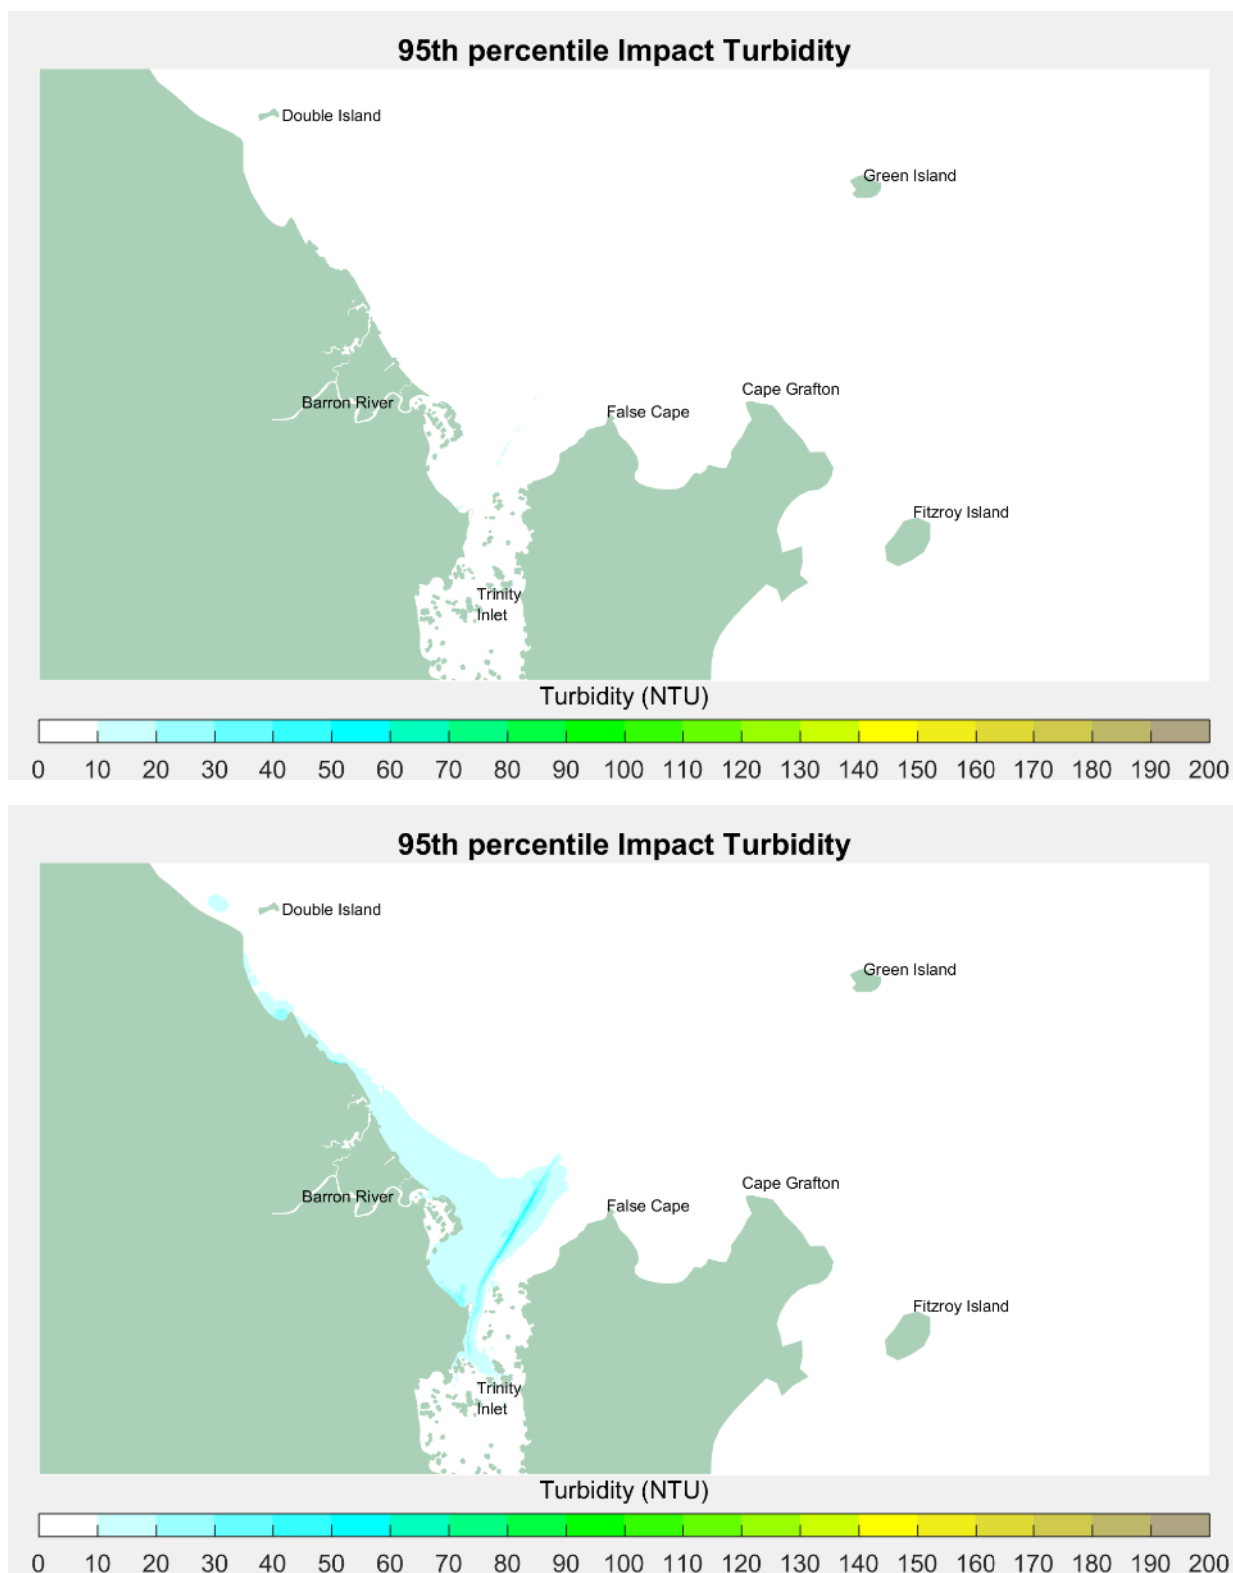 95th percentile Impact Turbidity
Double Island
Green Island
Cape Grafton
Barron River
False Cape
Fitzroy Island
Trinity
Inlet
Turbidity (NTU)
0 10 20 30 40 50 60 70 80 90 100 110 120 130 140 150 160 170 180 190 200
95th percentile Impact Turbidity
Double Island
Green Island
Cape Grafton
Barron River
False Cape
Fitzroy Island
Trinity
Inlet
Turbidity (NTU)
0 10 20 30 40 50 60 70 80 90 100 110 120 130 140 150 160 170 180 190 200